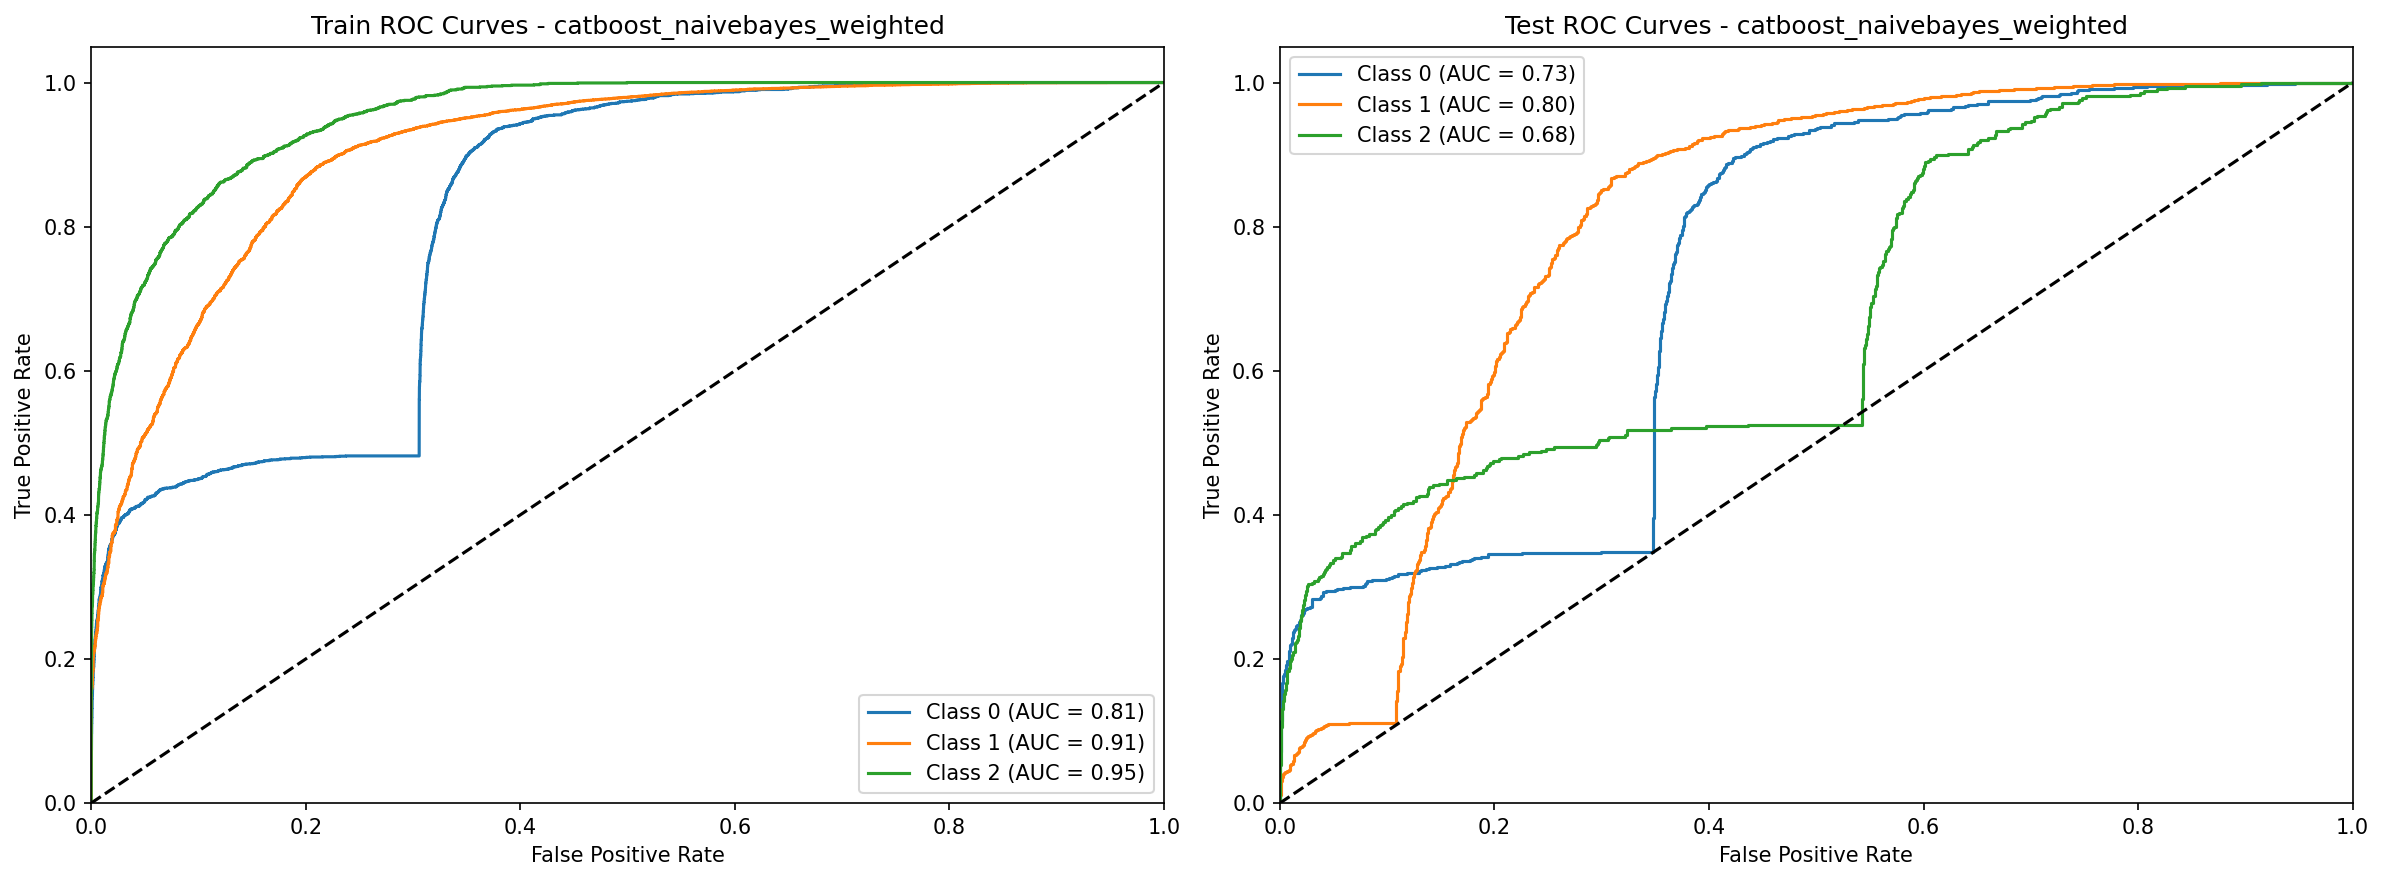 Train ROC Curves - catboost_naivebayes_weighted
True Positive Rate
1.0
0.8
0.6
0.4
0.2
0.0
Class 0 (AUC = 0.81)
Class 1 (AUC = 0.91)
Class 2 (AUC = 0.95)
0.0 0.2 0.4 0.6 0.8 1.0
False Positive Rate
Test ROC Curves - catboost_naivebayes_weighted
True Positive Rate
1.0
0.8
0.6
0.4
0.2
0.0
Class 0 (AUC = 0.73)
Class 1 (AUC = 0.80)
Class 2 (AUC = 0.68)
0.0 0.2 0.4 0.6 0.8 1.0
False Positive Rate